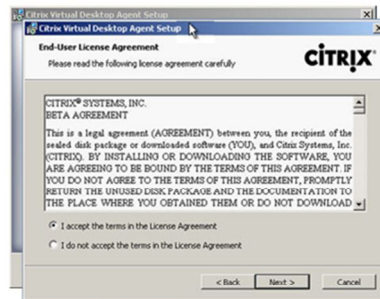 Citrix Virtual Desktop Agent Setup
Citrix Virtual Desktop Agent Setup
End-User License Agreement
Please read the following license agreement carefully
CİTRIX®
CITRIX® SYSTEMS, INC.
BETA AGREEMENT
This is a legal agreement (AGREEMENT) between you, the recipient of the
sealed disk package or downloaded software (YOU), and Citrix Systems, Inc.
(CITRIX). BY INSTALLING OR DOWNLOADING THE SOFTWARE, YOU
ARE AGREEING TO BE BOUND BY THE TERMS OF THIS AGREEMENT. IF
YOU DO NOT AGREE TO THE TERMS OF THIS AGREEMENT, PROMPTLY
RETURN THE UNUSED DISK PACKAGE AND THE DOCUMENTATION TO
THE PLACE WHERE YOU OBTAINED THEM OR DO NOT DOWNLOAD
I accept the terms in the License Agreement
I do not accept the terms in the License Agreement
< Back Next > Cancel